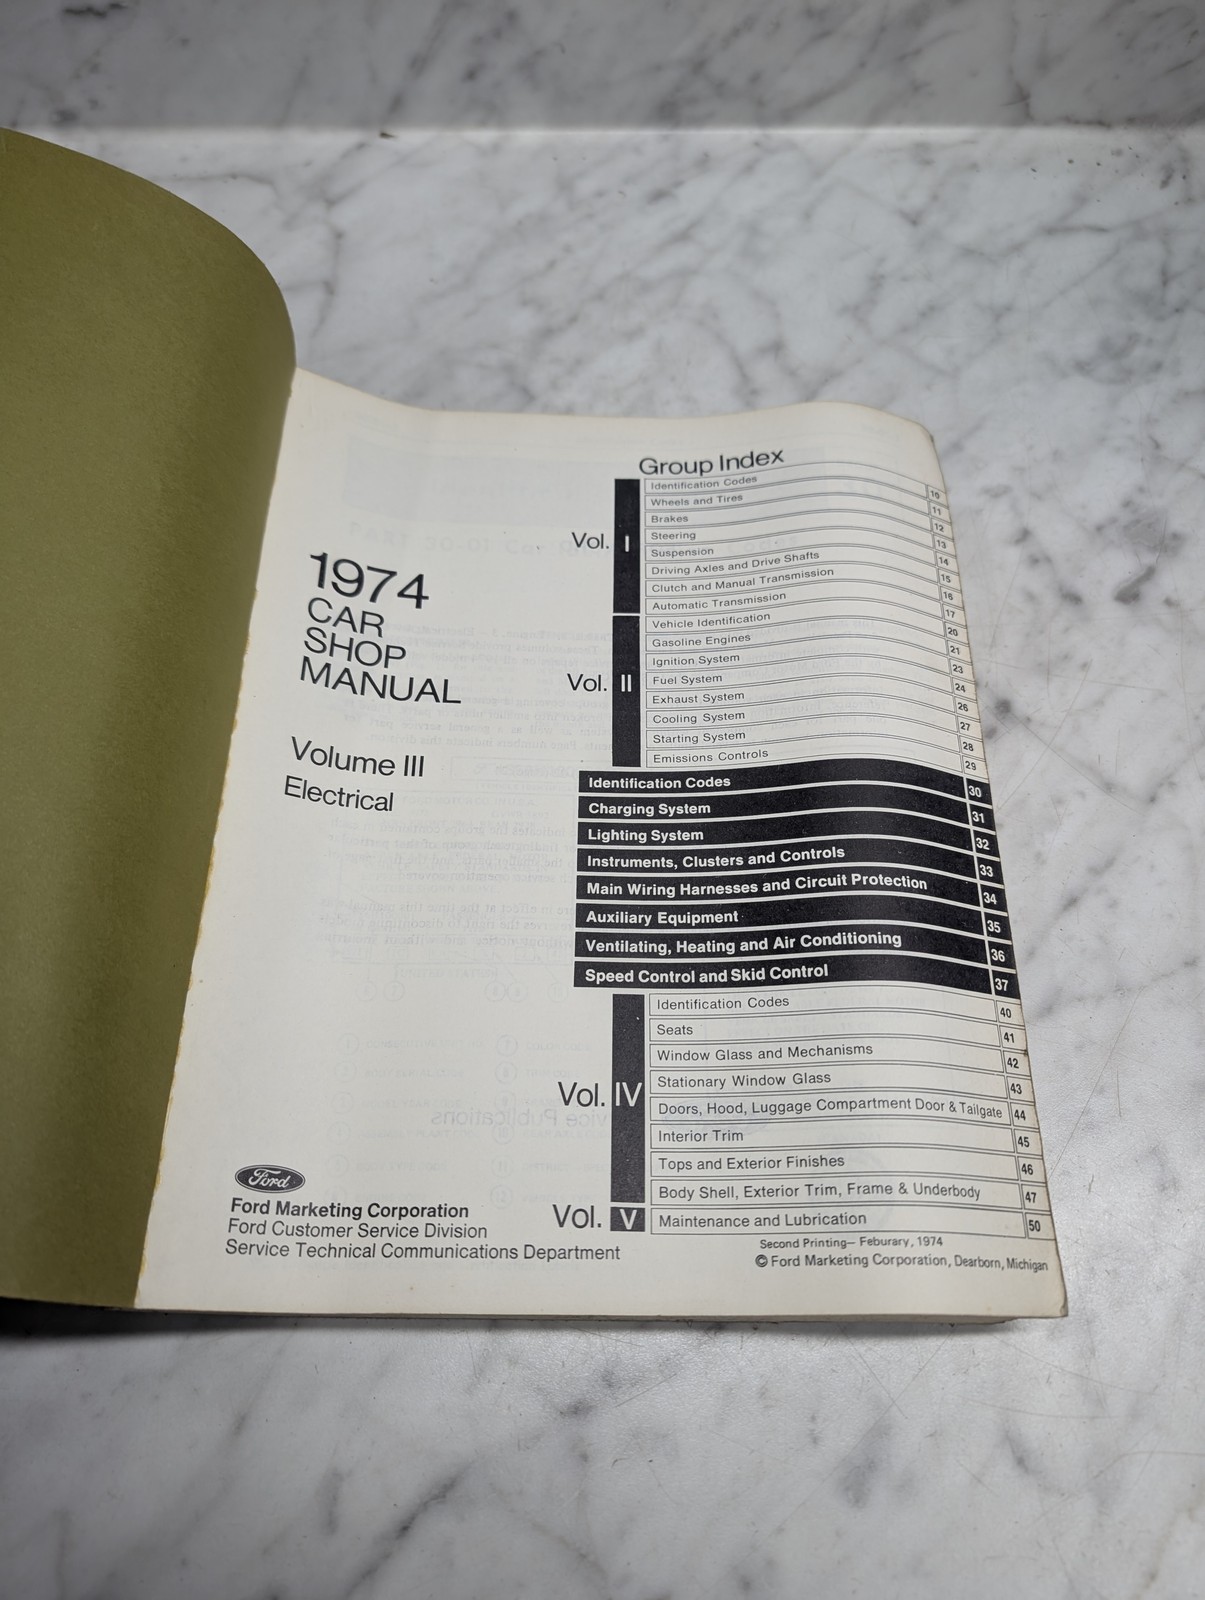 1974
CAR
SHOP
MANUAL
Volume III
Electrical
Group Index
Vol. I
Identification Codes 10
Wheels and Tires 11
Brakes 12
Steering 13
Suspension 14
Driving Axles and Drive Shafts 15
Clutch and Manual Transmission 16
Automatic Transmission 17
Vol. II
Vehicle Identification 20
Gasoline Engines 21
Ignition System 23
Fuel System 24
Exhaust System 26
Cooling System 27
Starting System 28
Emissions Controls 29
Identification Codes 30
Charging System 31
Lighting System 32
Instruments, Clusters and Controls 33
Main Wiring Harnesses and Circuit Protection 34
Auxiliary Equipment 35
Ventilating, Heating and Air Conditioning 36
Speed Control and Skid Control 37
Vol. IV
Identification Codes 40
Seats 41
Window Glass and Mechanisms 42
Stationary Window Glass 43
Doors, Hood, Luggage Compartment Door & Tailgate 44
Interior Trim 45
Tops and Exterior Finishes 46
Body Shell, Exterior Trim, Frame & Underbody 47
Vol. V
Maintenance and Lubrication 50
Second Printing— Feburary, 1974
© Ford Marketing Corporation, Dearborn, Michigan
Ford
Ford Marketing Corporation
Ford Customer Service Division
Service Technical Communications Department